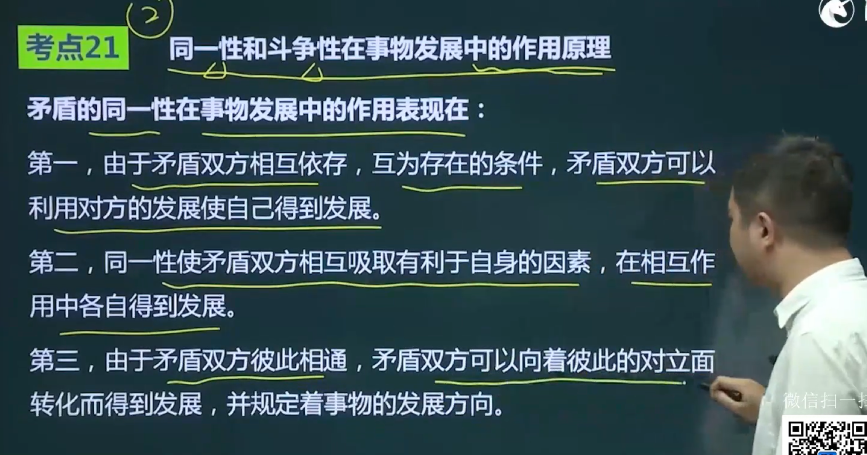 ②
考点21
同一性和斗争性在事物发展中的作用原理
矛盾的同一性在事物发展中的作用表现在：
第一，由于矛盾双方相互依存，互为存在的条件，矛盾双方可以
利用对方的发展使自己得到发展。
第二，同一性使矛盾双方相互吸取有利于自身的因素，在相互作
用中各自得到发展。
第三，由于矛盾双方彼此相通，矛盾双方可以向着彼此的对立面
转化而得到发展，并规定着事物的发展方向。
微信扫一扫